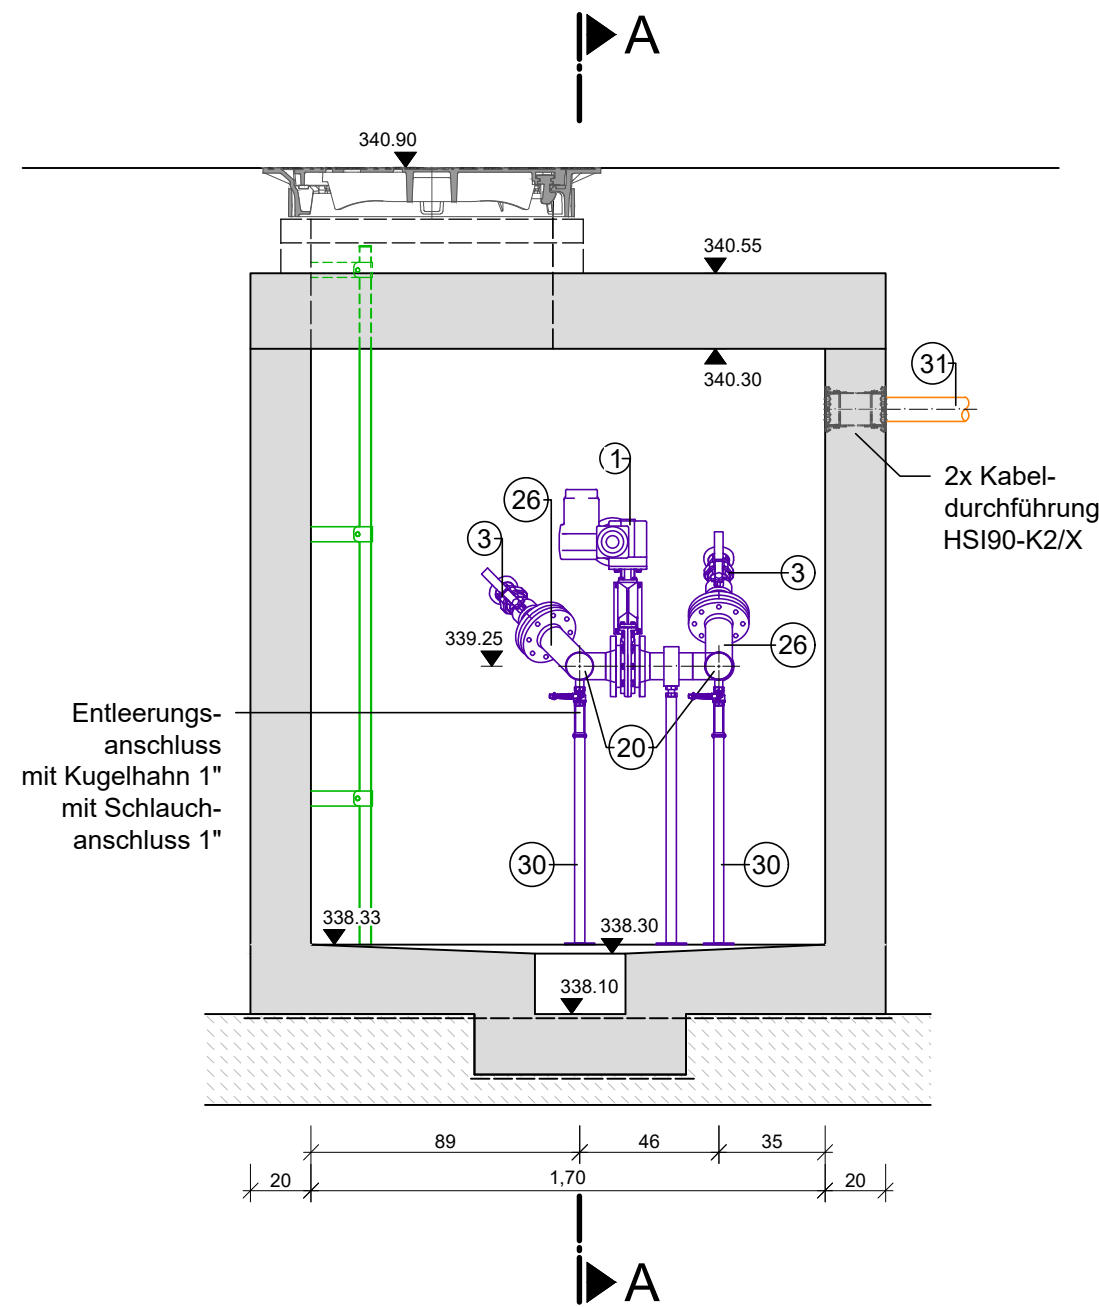 A
340.90
340.55
340.30
31
2x Kabel-
durchführung
HSI90-K2/X
1
26
3
3
339.25
26
Entleerungs-
anschluss
mit Kugelhahn 1"
mit Schlauch-
anschluss 1"
20
30
30
338.33
338.30
338.10
89
46
35
20
1,70
20
A